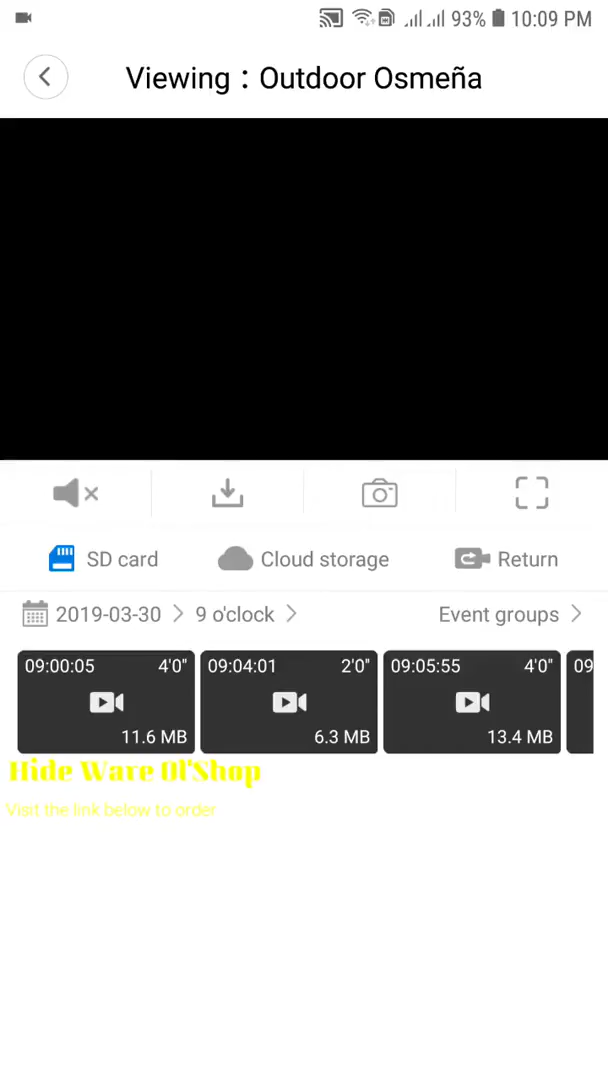 93% 10:09 PM
Viewing : Outdoor Osmeña
SD card Cloud storage Return
2019-03-30 9 o'clock Event groups
09:00:05 4'0" 09:04:01 2'0" 09:05:55 4'0" 09
11.6 MB 6.3 MB 13.4 MB
Hide Ware Ol'Shop
Visit the link below to order